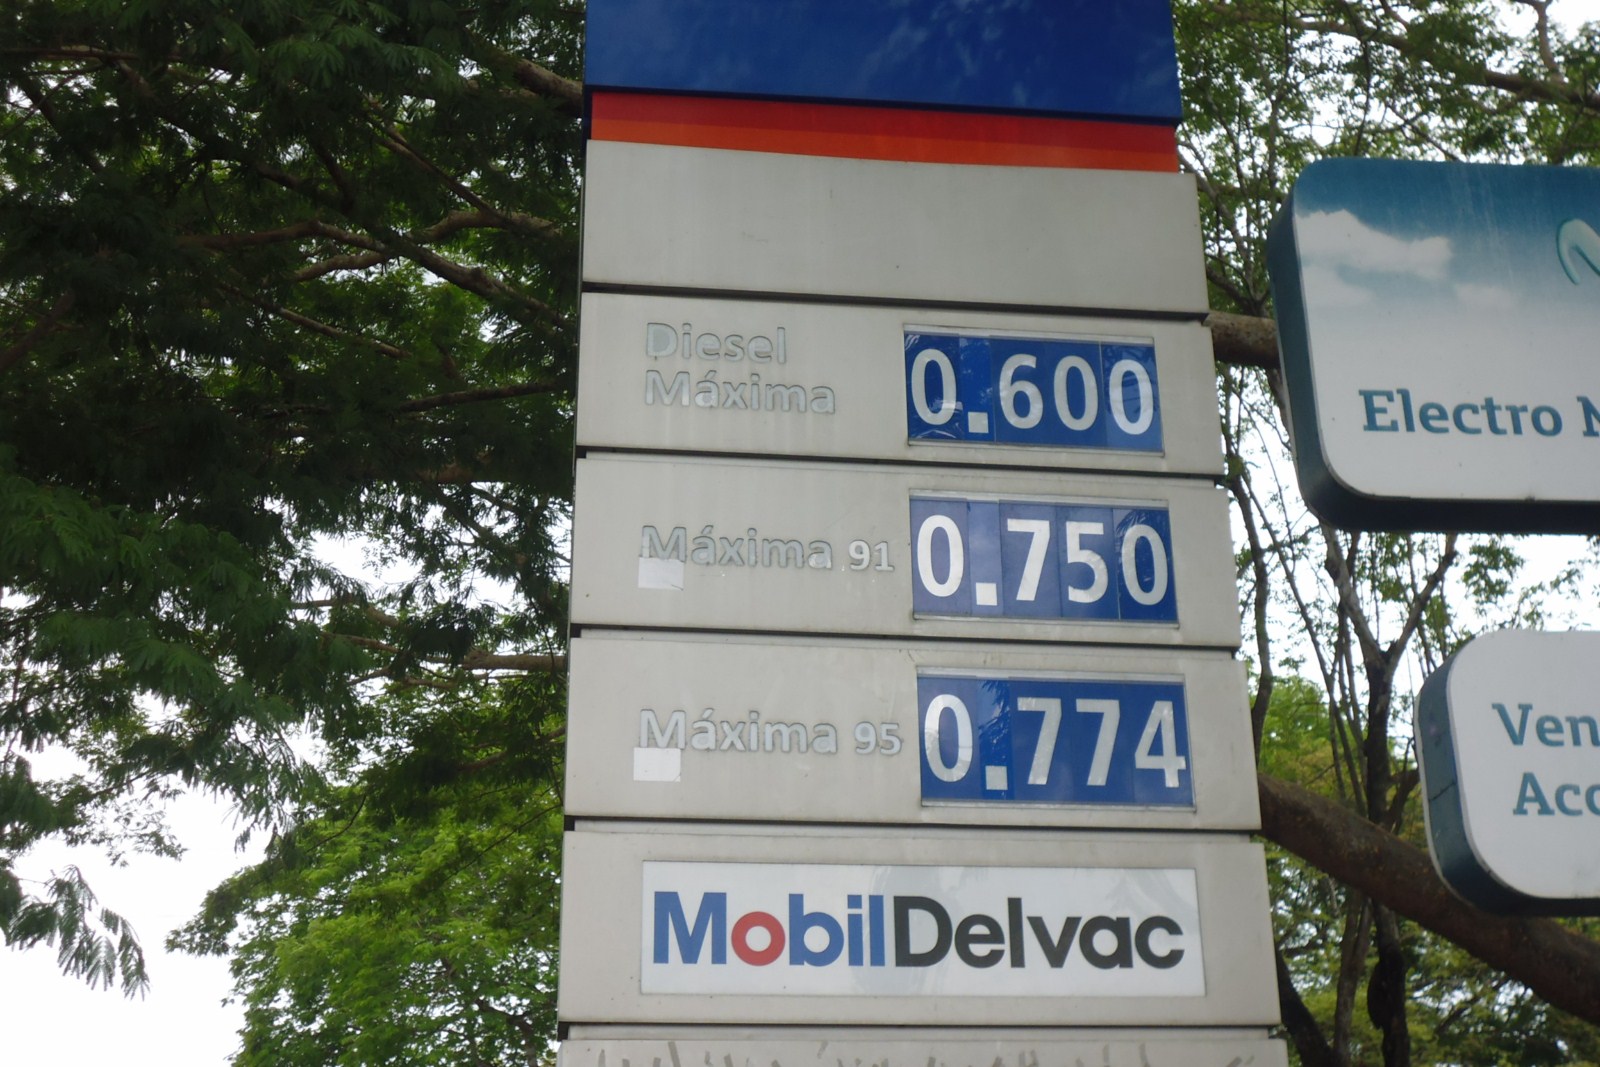 Diesel
Máxima
0.600
Máxima 91
0.750
Máxima 95
0.774
MobilDelvac
Electro
Ven
Acc